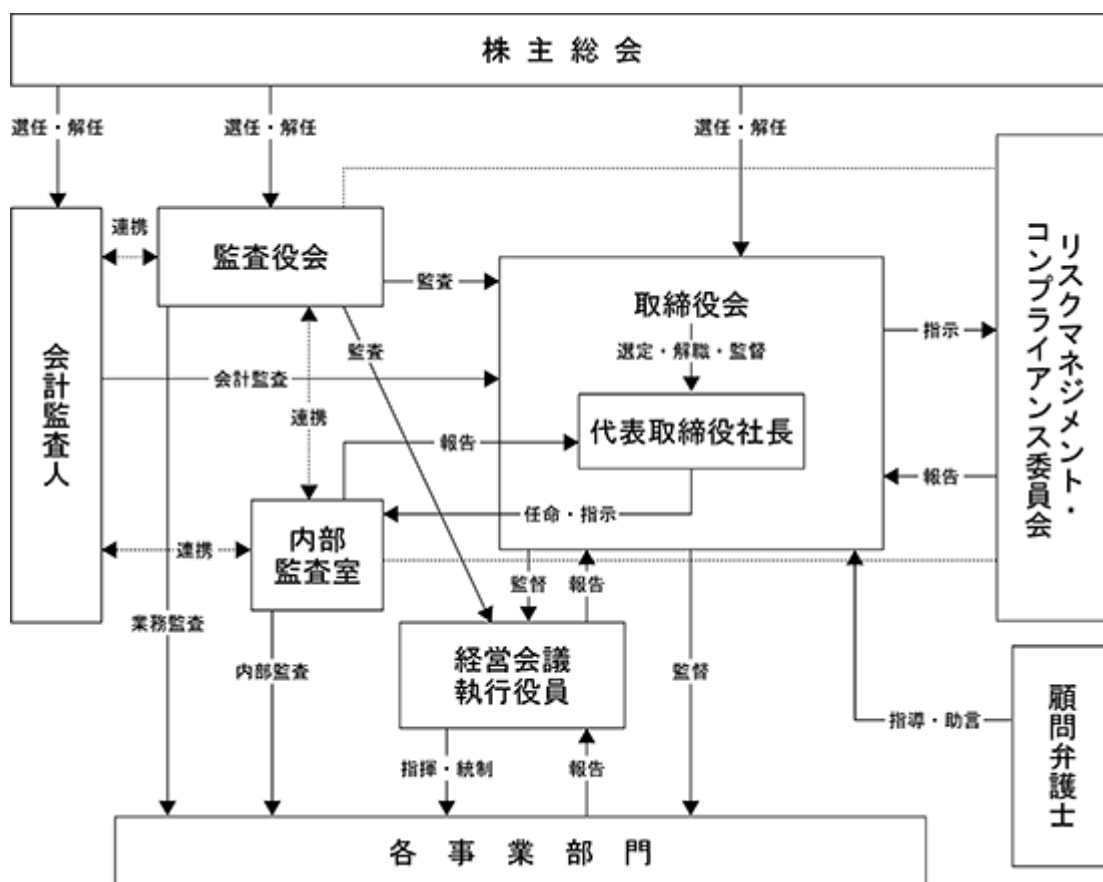 株主総会
選任・解任
選任・解任
選任・解任
連携
監査役会
監査
取締役会
選定・解職・監督
代表取締役社長
指示
リスクマネジメント・
コンプライアンス委員会
会計監査人
会計監査
監査
連携
報告
報告
任命・指示
内部
監査室
連携
監督
報告
業務監査
内部監査
経営会議
執行役員
監督
指導・助言
顧問弁護士
指揮・統制
報告
各事業部門